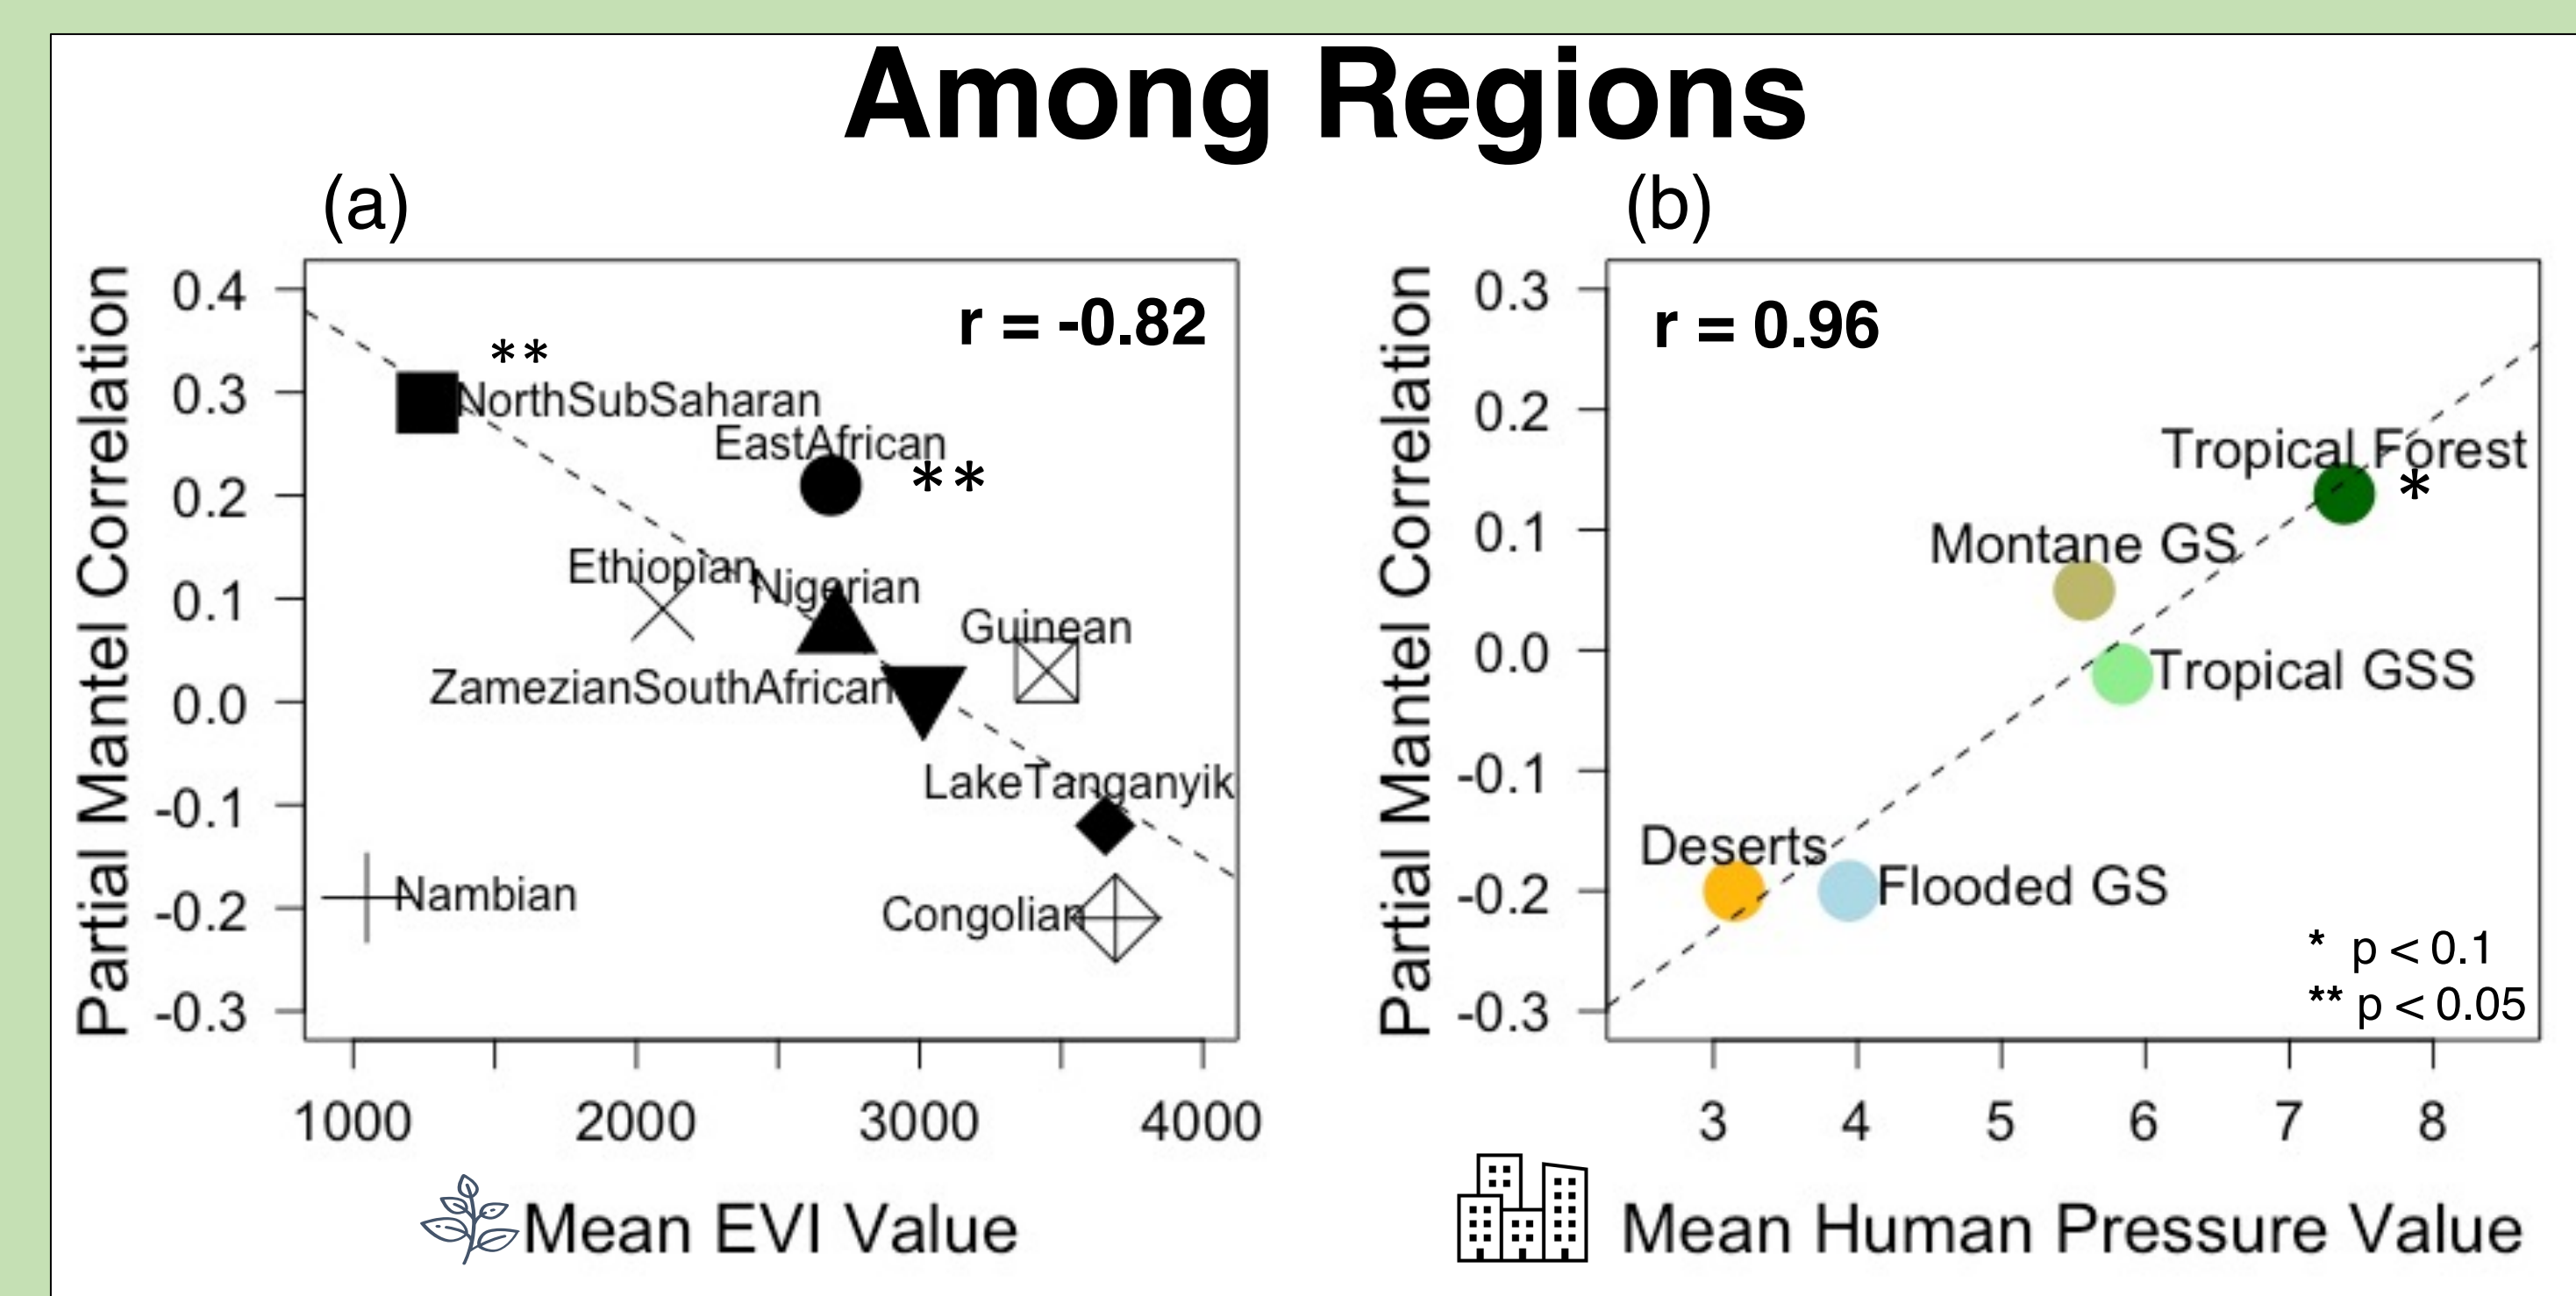 Among Regions
(a)
Partial Mantel Correlation
0.4
0.3
0.2
0.1
0.0
-0.1
-0.2
-0.3
r = -0.82
**
NorthSubSaharan
EastAfrican
**
Ethiopian
Nigerian
Guinean
ZamezianSouthAfrican
LakeTanganyik
Nambian
Congolian
1000 2000 3000 4000
Mean EVI Value
(b)
Partial Mantel Correlation
0.3
0.2
0.1
0.0
-0.1
-0.2
-0.3
r = 0.96
Tropical Forest
*
Montane GS
Tropical GSS
Deserts
Flooded GS
* p < 0.1
** p < 0.05
3 4 5 6 7 8
Mean Human Pressure Value